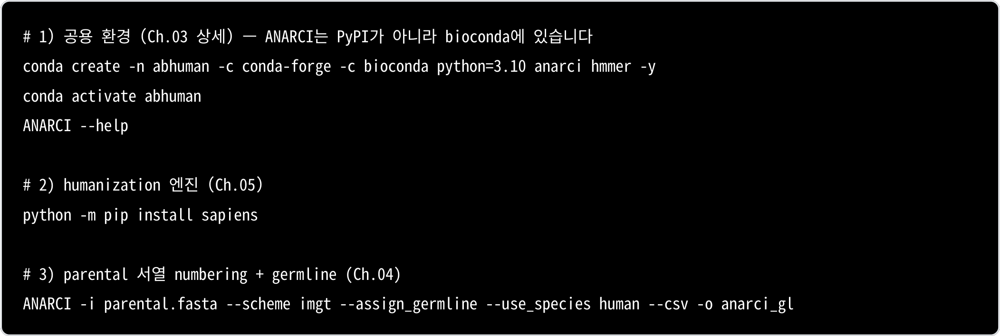 # 1) 공용 환경 (Ch.03 상세) — ANARCI는 PyPI가 아니라 bioconda에 있습니다
conda create -n abhuman -c conda-forge -c bioconda python=3.10 anarci hmmer -y
conda activate abhuman
ANARCI --help
# 2) humanization 엔진 (Ch.05)
python -m pip install sapiens
# 3) parental 서열 numbering + germline (Ch.04)
ANARCI -i parental.fasta --scheme imgt --assign_germline --use_species human --csv -o anarci_gl